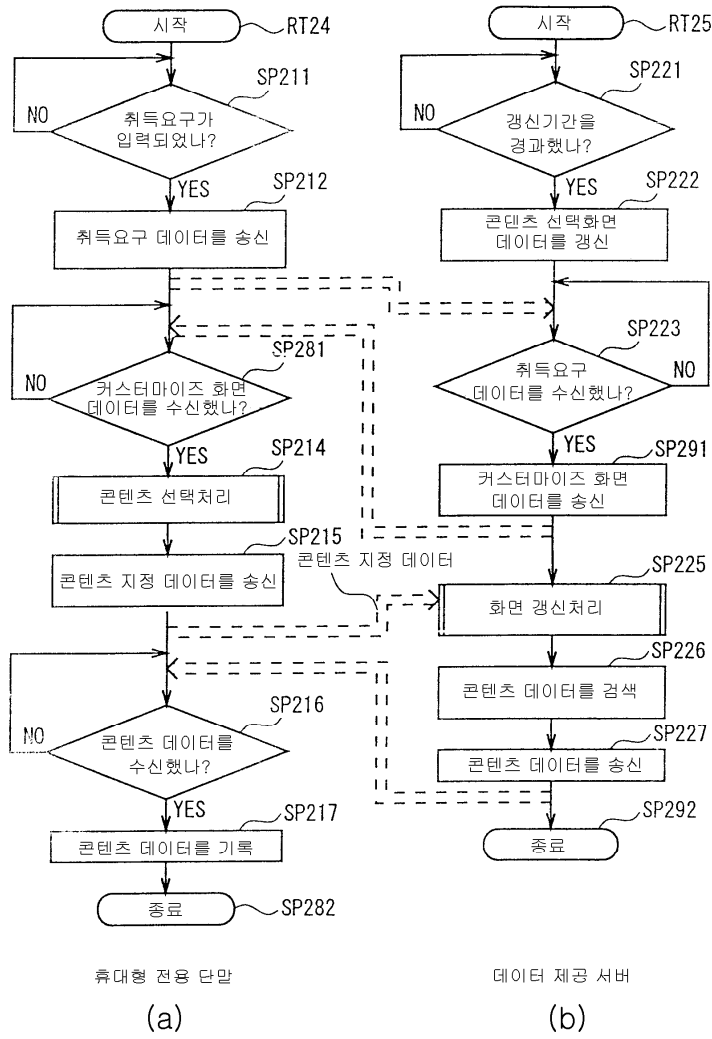 시작
RT24
SP211
취득요구가
입력되었나?
NO
YES
SP212
취득요구 데이터를 송신
SP281
커스터마이즈 화면
데이터를 수신했나?
NO
YES
SP214
콘텐츠 선택처리
SP215
콘텐츠 지정 데이터를 송신
콘텐츠 지정 데이터
SP216
콘텐츠 데이터를
수신했나?
NO
YES
SP217
콘텐츠 데이터를 기록
종료
SP282
휴대형 전용 단말
(a)
시작
RT25
SP221
갱신기간을
경과했나?
NO
YES
SP222
콘덴츠 선택화면
데이터를 갱신
SP223
취득요구
데이터를 수신했나?
NO
YES
SP291
커스터마이즈 화면
데이터를 송신
SP225
화면 갱신처리
SP226
콘텐츠 데이터를 검색
SP227
콘텐츠 데이터를 송신
SP292
종료
데이터 제공 서버
(b)